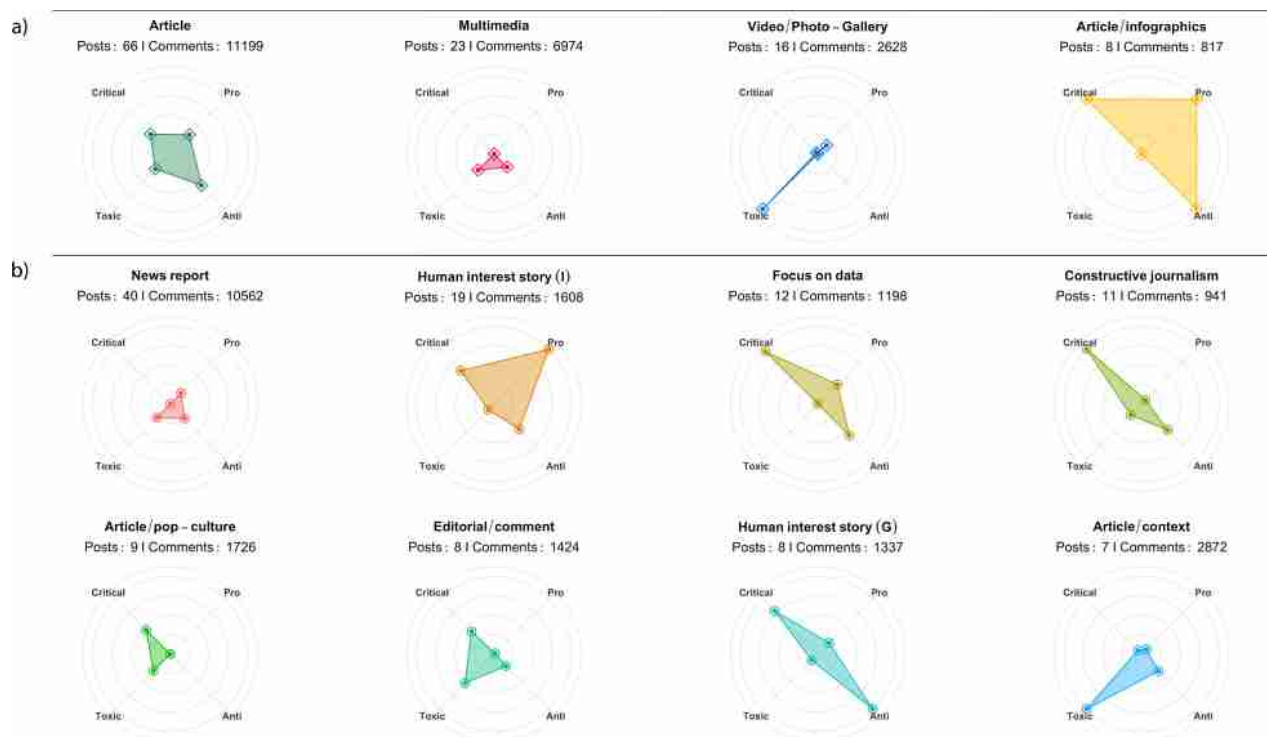 a)
Article
Posts : 66 I Comments : 11199
Critical Pro
Toxic Anti
Multimedia
Posts : 23 I Comments : 6974
Critical Pro
Toxic Anti
Video/Photo - Gallery
Posts : 16 I Comments : 2628
Critical Pro
Toxic Anti
Article/infographics
Posts : 8 I Comments : 817
Critical Pro
Toxic Anti
b)
News report
Posts : 40 I Comments : 10562
Critical Pro
Toxic Anti
Human interest story (I)
Posts : 19 I Comments : 1608
Critical Pro
Toxic Anti
Focus on data
Posts : 12 I Comments : 1198
Critical Pro
Toxic Anti
Constructive journalism
Posts : 11 I Comments : 941
Critical Pro
Toxic Anti
Article/pop - culture
Posts : 9 I Comments : 1726
Critical Pro
Toxic Anti
Editorial/comment
Posts : 8 I Comments : 1424
Critical Pro
Toxic Anti
Human interest story (G)
Posts : 8 I Comments : 1337
Critical Pro
Toxic Anti
Article/context
Posts : 7 I Comments : 2872
Critical Pro
Toxic Anti